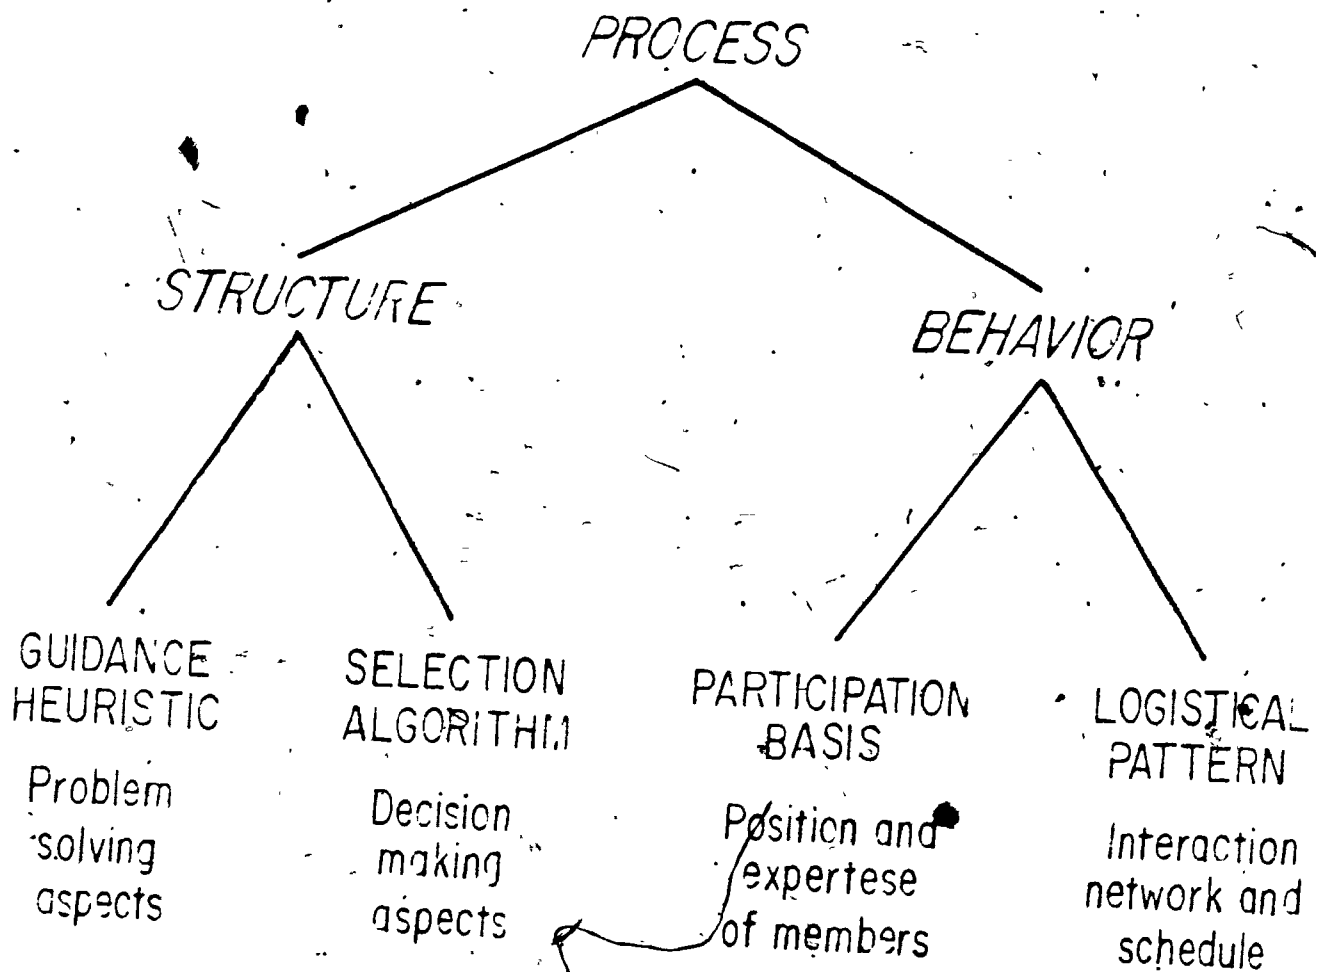 PROCESS
STRUCTURE
BEHAVIOR
GUIDANCE
HEURISTIC
Problem
solving
aspects
SELECTION
ALGORITHM
Decision
making
aspects
PARTICIPATION
BASIS
Position and
expertese
of members
LOGISTICAL
PATTERN
Interaction
network and
schedule